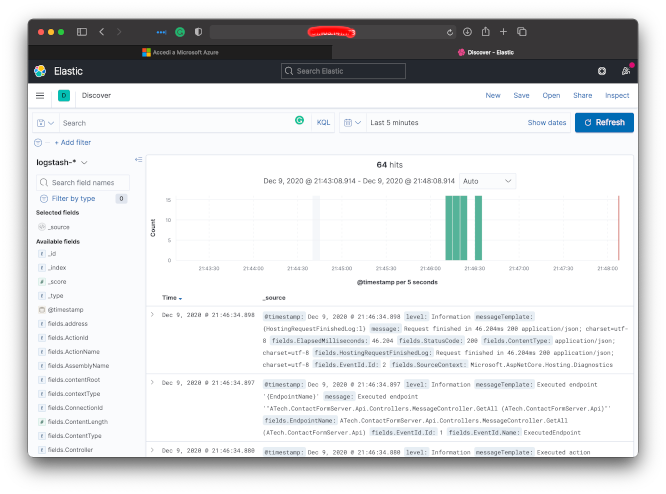 Accedi a Microsoft Azure
Discover - Elastic
Elastic
Search Elastic
D
Discover
New
Save
Open
Share
Inspect
Search
KQL
Last 5 minutes
Show dates
Refresh
+ Add filter
logstash-*
Search field names
Filter by type
0
Selected fields
_source
Available fields
t _id
t _index
# _score
t _type
@timestamp
t fields.address
t fields.ActionId
t fields.ActionName
t fields.AssemblyName
t fields.contentRoot
t fields.contextType
t fields.ConnectionId
# fields.ContentLength
t fields.ContentType
t fields.Controller
64 hits
Dec 9, 2020 @ 21:43:08.914 - Dec 9, 2020 @ 21:48:08.914
Auto
Count
15
10
5
0
21:43:30
21:44:00
21:44:30
21:45:00
21:45:30
21:46:00
21:46:30
21:47:00
21:47:30
21:48:00
@timestamp per 5 seconds
Time
_source
Dec 9, 2020 @ 21:46:34.898
@timestamp: Dec 9, 2020 @ 21:46:34.898 level: Information messageTemplate:
{HostingRequestFinishedLog:l} message: Request finished in 46.204ms 200 application/json; charset=utf-
8 fields.ElapsedMilliseconds: 46.204 fields.StatusCode: 200 fields.ContentType: application/json;
charset=utf-8 fields.HostingRequestFinishedLog: Request finished in 46.204ms 200 application/json;
charset=utf-8 fields.EventId.Id: 2 fields.SourceContext: Microsoft.AspNetCore.Hosting.Diagnostics
Dec 9, 2020 @ 21:46:34.897
@timestamp: Dec 9, 2020 @ 21:46:34.897 level: Information messageTemplate: Executed endpoint
'{EndpointName}' message: Executed endpoint
'"ATech.ContactFormServer.Api.Controllers.MessageController.GetAll (ATech.ContactFormServer.Api)"'
fields.EndpointName: ATech.ContactFormServer.Api.Controllers.MessageController.GetAll
(ATech.ContactFormServer.Api) fields.EventId.Id: 1 fields.EventId.Name: ExecutedEndpoint
Dec 9, 2020 @ 21:46:34.880
@timestamp: Dec 9, 2020 @ 21:46:34.880 level: Information messageTemplate: Executed action